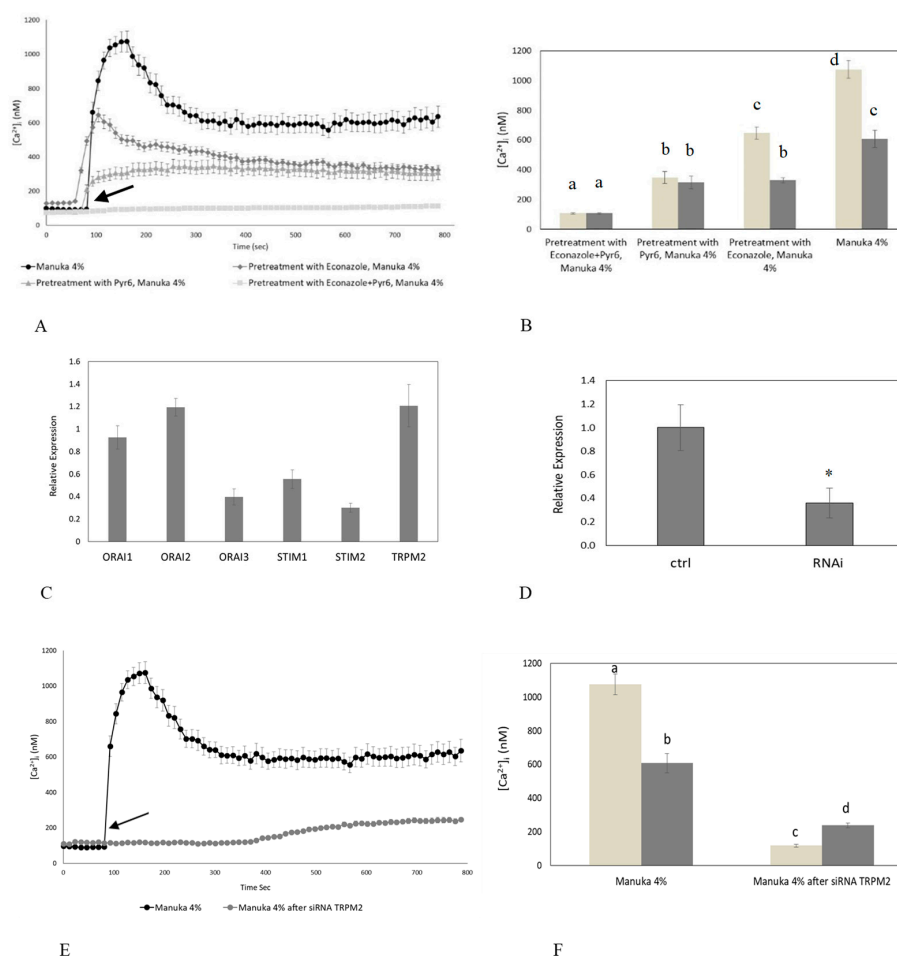 1200
1000
800
600
400
200
0
[Ca²⁺]ᵢ (nM)
0 100 200 300 400 500 600 700 800
Time (sec)
Manuka 4%
Pretreatment with Econazole, Manuka 4%
Pretreatment with Pyr6, Manuka 4%
Pretreatment with Econazole+Pyr6, Manuka 4%
A
1200
1000
800
600
400
200
0
[Ca²⁺]ᵢ (nM)
a a b b c b d c
Pretreatment with Econazole+Pyr6, Manuka 4%
Pretreatment with Pyr6, Manuka 4%
Pretreatment with Econazole, Manuka 4%
Manuka 4%
B
1.6
1.4
1.2
1
0.8
0.6
0.4
0.2
0
Relative Expression
ORAI1 ORAI2 ORAI3 STIM1 STIM2 TRPM2
C
1.4
1.2
1.0
0.8
0.6
0.4
0.2
0.0
Relative Expression
*
ctrl RNAi
D
1200
1000
800
600
400
200
0
[Ca²⁺]ᵢ (nM)
0 100 200 300 400 500 600 700 800
Time Sec
Manuka 4% Manuka 4% after siRNA TRPM2
E
1200
1000
800
600
400
200
0
[Ca²⁺]ᵢ (nM)
a b c d
Manuka 4% Manuka 4% after siRNA TRPM2
F